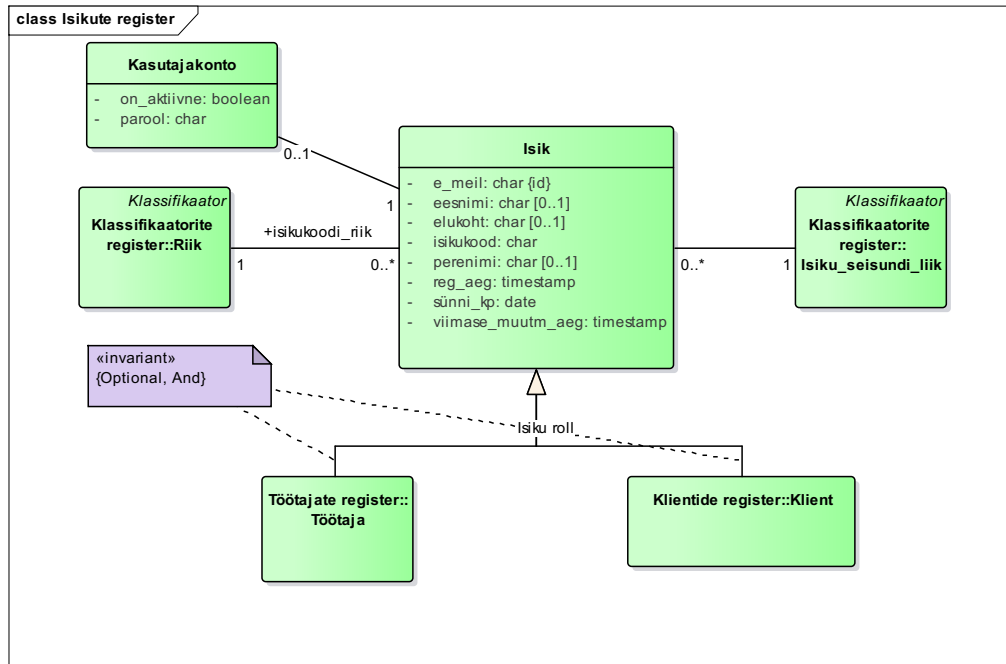 class Isikute register
Kasutajakonto
- on_aktiivne: boolean
- parool: char
0..1
1
Isik
- e_meil: char {id}
- eesnimi: char [0..1]
- elukoht: char [0..1]
- isikukood: char
- perenimi: char [0..1]
- reg_aeg: timestamp
- sünni_kp: date
- viimase_muutm_aeg: timestamp
Klassifikaator
Klassifikaatorite
register::Riik
+isikukoodi_riik
1
0..*
Klassifikaator
Klassifikaatorite
register::
Isiku_seisundi_liik
0..*
1
«invariant»
{Optional, And}
Isiku roll
Töötajate register::
Töötaja
Klientide register::Klient